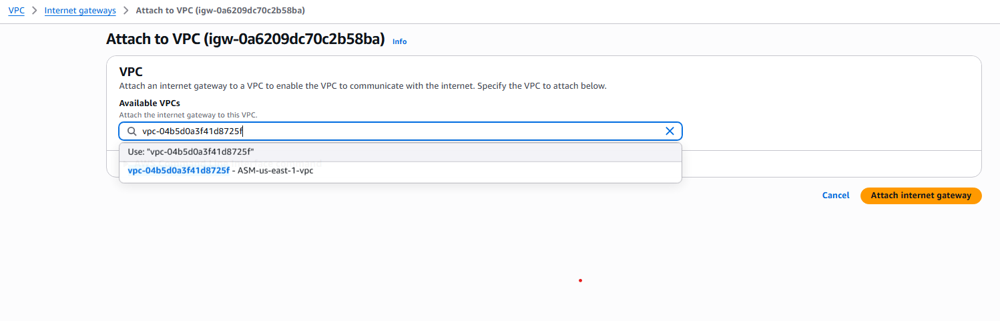 VPC > Internet gateways > Attach to VPC (igw-0a6209dc70c2b58ba)
Attach to VPC (igw-0a6209dc70c2b58ba) Info
VPC
Attach an internet gateway to a VPC to enable the VPC to communicate with the internet. Specify the VPC to attach below.
Available VPCs
Attach the internet gateway to this VPC.
vpc-04b5d0a3f41d8725f
Use: "vpc-04b5d0a3f41d8725f"
vpc-04b5d0a3f41d8725f - ASM-us-east-1-vpc
Cancel Attach internet gateway